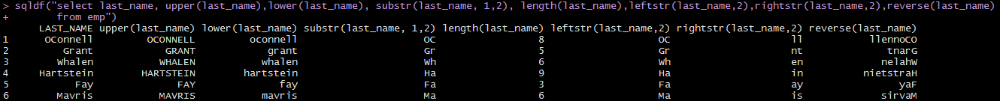 > sqldf("select last_name, upper(last_name),lower(last_name), substr(last_name, 1,2), length(last_name),leftstr(last_name,2),rightstr(last_name,2),reverse(last_name)
+ from emp")
LAST_NAME upper(last_name) lower(last_name) substr(last_name, 1,2) length(last_name) leftstr(last_name,2) rightstr(last_name,2) reverse(last_name)
1 OConnell OCONNELL oconnell OC 8 OC ll llennoCO
2 Grant GRANT grant Gr 5 Gr nt tnarG
3 Whalen WHALEN whalen Wh 6 Wh en nelahW
4 Hartstein HARTSTEIN hartstein Ha 9 Ha in nietstraH
5 Fay FAY fay Fa 3 Fa ay yaF
6 Mavris MAVRIS mavris Ma 6 Ma is sirvaM